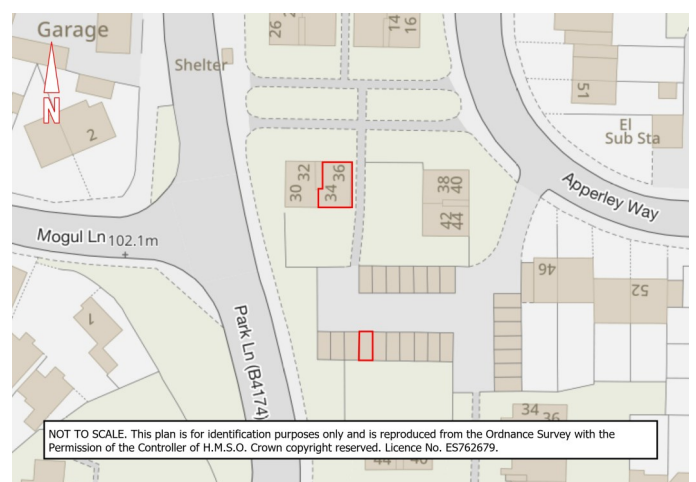 Garage
N
2
Shelter
26
14
16
51
El
Sub Sta
Apperley Way
30 32
34 36
38
40
42
44
Mogul Ln
102.1m
46
52
1
Park Ln (B4174)
34 36
NOT TO SCALE. This plan is for identification purposes only and is reproduced from the Ordnance Survey with the
Permission of the Controller of H.M.S.O. Crown copyright reserved. Licence No. ES762679.